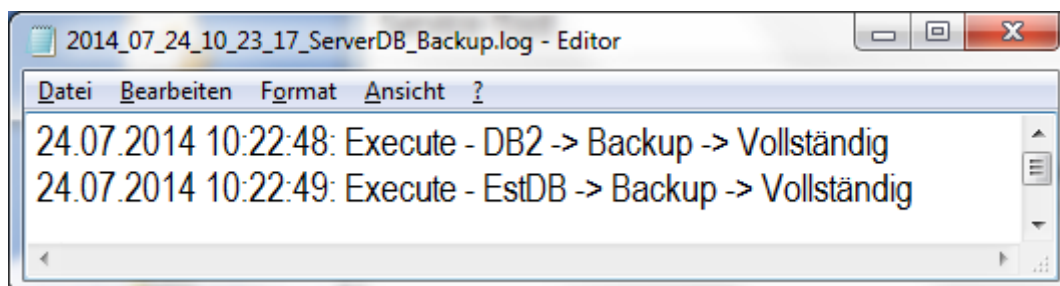 2014_07_24_10_23_17_ServerDB_Backup.log - Editor
Datei Bearbeiten Format Ansicht ?
24.07.2014 10:22:48: Execute - DB2 -> Backup -> Vollständig
24.07.2014 10:22:49: Execute - EstDB -> Backup -> Vollständig